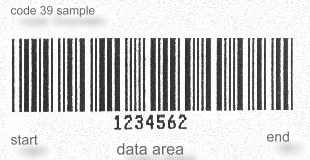 code 39 sample
1234562
start
data area
end